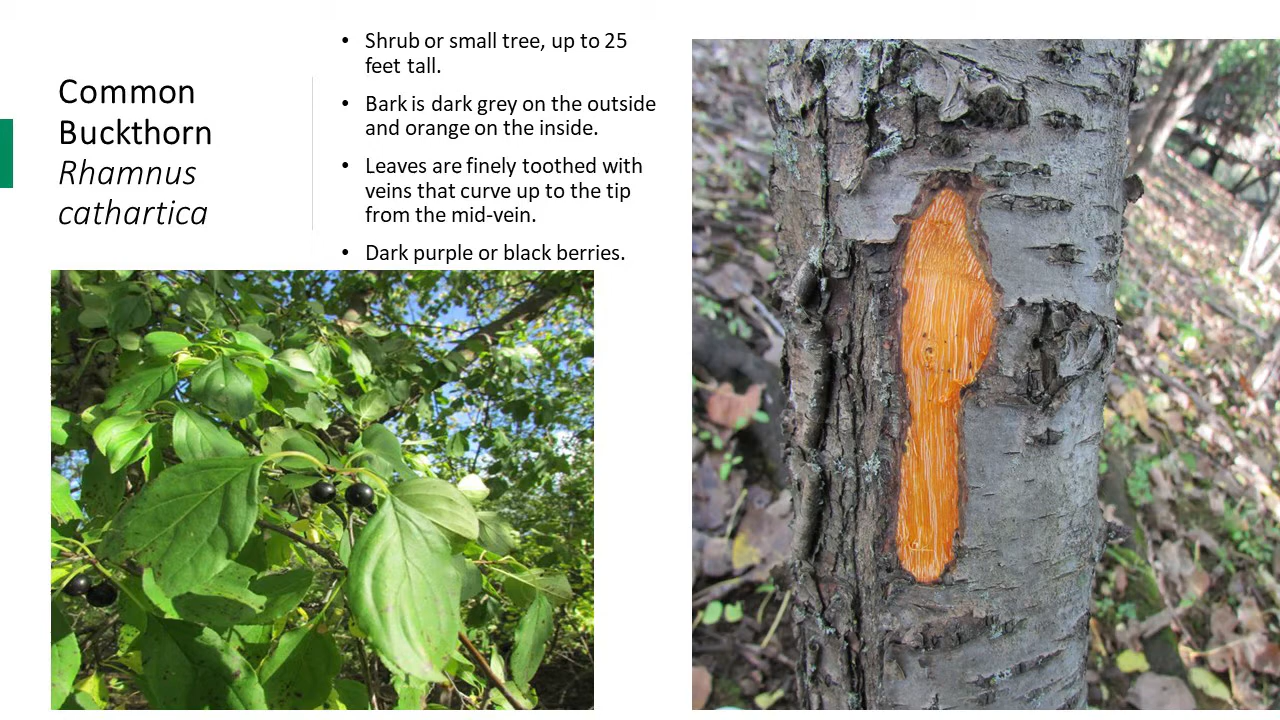 Common
Buckthorn
Rhamnus
cathartica
• Shrub or small tree, up to 25
feet tall.
• Bark is dark grey on the outside
and orange on the inside.
• Leaves are finely toothed with
veins that curve up to the tip
from the mid-vein.
• Dark purple or black berries.